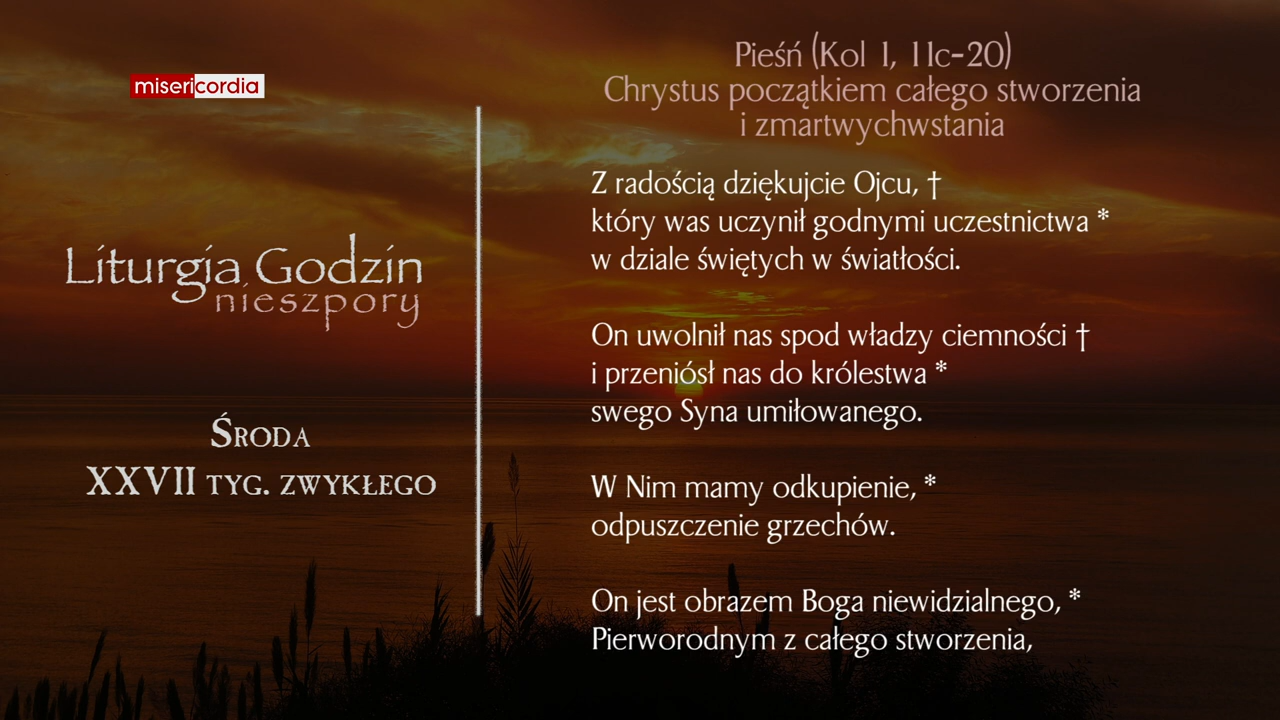 misericordia
Liturgia Godzin
nieszpory
Środa
XXVII tyg. zwykłego
Pieśń (Kol 1, 11c-20)
Chrystus początkiem całego stworzenia
i zmartwychwstania
Z radością dziękujcie Ojcu, †
który was uczynił godnymi uczestnictwa *
w dziale świętych w światłości.
On uwolnił nas spod władzy ciemności †
i przeniósł nas do królestwa *
swego Syna umiłowanego.
W Nim mamy odkupienie, *
odpuszczenie grzechów.
On jest obrazem Boga niewidzialnego, *
Pierworodnym z całego stworzenia,